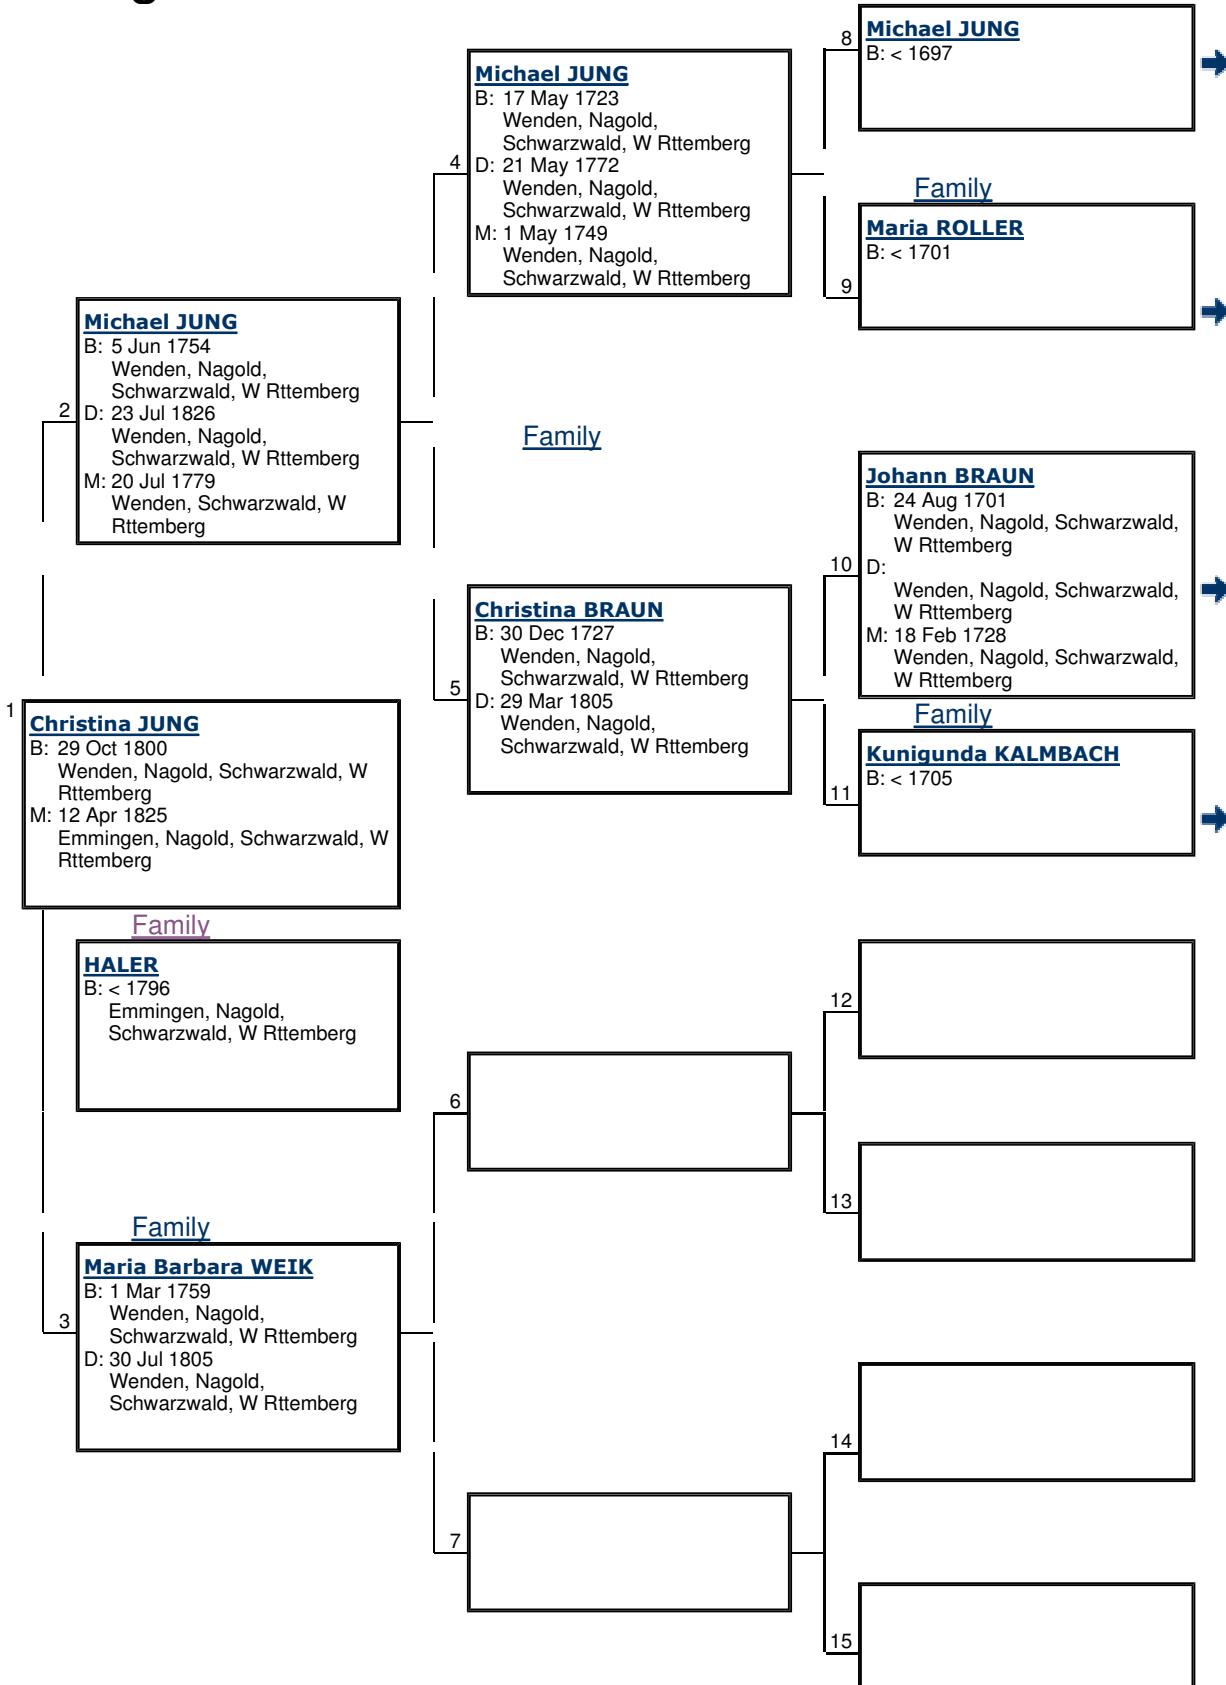 8
Michael JUNG
B: < 1697
Michael JUNG
B: 17 May 1723
Wenden, Nagold,
Schwarzwald, W Rttemberg
4
D: 21 May 1772
Wenden, Nagold,
Schwarzwald, W Rttemberg
M: 1 May 1749
Wenden, Nagold,
Schwarzwald, W Rttemberg
Family
Maria ROLLER
B: < 1701
9
Michael JUNG
B: 5 Jun 1754
Wenden, Nagold,
Schwarzwald, W Rttemberg
2
D: 23 Jul 1826
Wenden, Nagold,
Schwarzwald, W Rttemberg
M: 20 Jul 1779
Wenden, Schwarzwald, W
Rttemberg
Family
Johann BRAUN
B: 24 Aug 1701
Wenden, Nagold, Schwarzwald,
W Rttemberg
10
D:
Wenden, Nagold, Schwarzwald,
W Rttemberg
M: 18 Feb 1728
Wenden, Nagold, Schwarzwald,
W Rttemberg
Christina BRAUN
B: 30 Dec 1727
Wenden, Nagold,
Schwarzwald, W Rttemberg
5
D: 29 Mar 1805
Wenden, Nagold,
Schwarzwald, W Rttemberg
Family
Kunigunda KALMBACH
B: < 1705
11
1
Christina JUNG
B: 29 Oct 1800
Wenden, Nagold, Schwarzwald, W
Rttemberg
M: 12 Apr 1825
Emmingen, Nagold, Schwarzwald, W
Rttemberg
Family
HALER
B: < 1796
Emmingen, Nagold,
Schwarzwald, W Rttemberg
12
6
13
Family
Maria Barbara WEIK
B: 1 Mar 1759
Wenden, Nagold,
Schwarzwald, W Rttemberg
3
D: 30 Jul 1805
Wenden, Nagold,
Schwarzwald, W Rttemberg
14
7
15